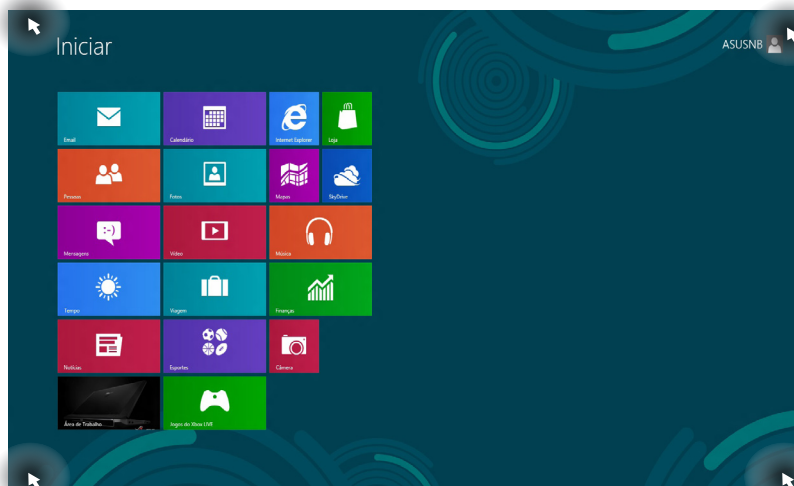 Iniciar
ASUSNB
Email
Calendário
Internet Explorer
Loja
Pessoas
Fotos
Mapas
SkyDrive
:-)
Mensagens
Vídeo
Música
Tempo
Viagem
Finanças
Notícias
Esportes
Câmera
Área de Trabalho
Jogos do Xbox LIVE